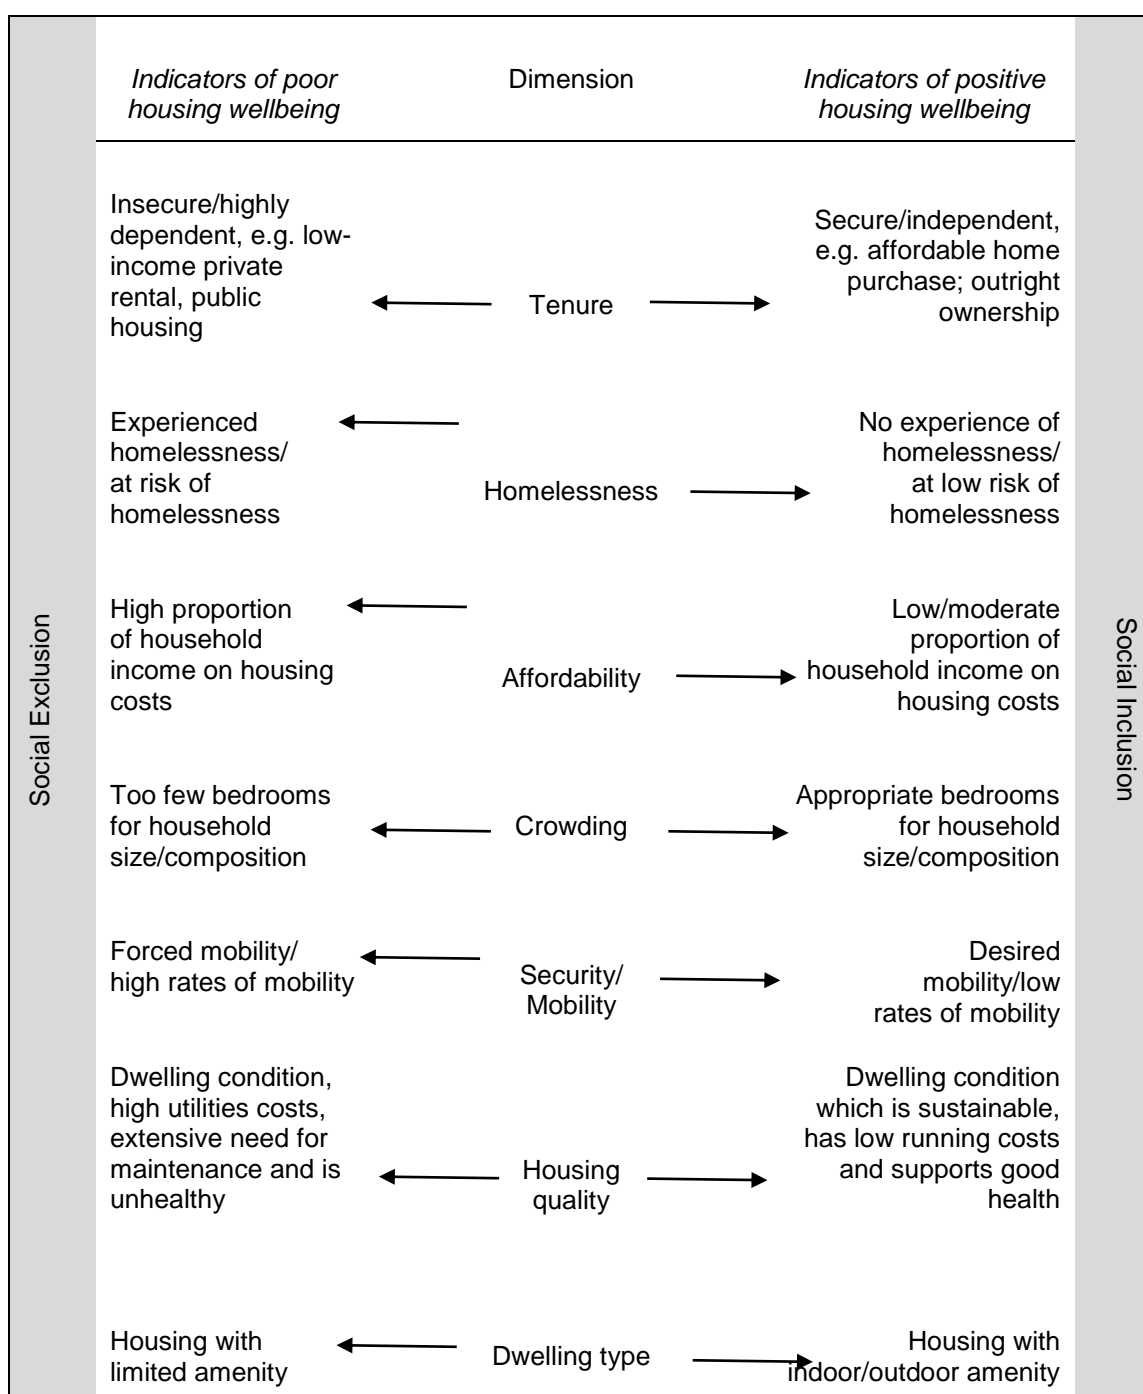 Indicators of poor
housing wellbeing
Dimension
Indicators of positive
housing wellbeing
Social Exclusion
Insecure/highly
dependent, e.g. low-
income private
rental, public
housing
Tenure
Secure/independent,
e.g. affordable home
purchase; outright
ownership
Experienced
homelessness/
at risk of
homelessness
Homelessness
No experience of
homelessness/
at low risk of
homelessness
High proportion
of household
income on housing
costs
Affordability
Low/moderate
proportion of
household income on
housing costs
Too few bedrooms
for household
size/composition
Crowding
Appropriate bedrooms
for household
size/composition
Forced mobility/
high rates of mobility
Security/
Mobility
Desired
mobility/low
rates of mobility
Dwelling condition,
high utilities costs,
extensive need for
maintenance and is
unhealthy
Housing
quality
Dwelling condition
which is sustainable,
has low running costs
and supports good
health
Housing with
limited amenity
Dwelling type
Housing with
indoor/outdoor amenity
Social Inclusion